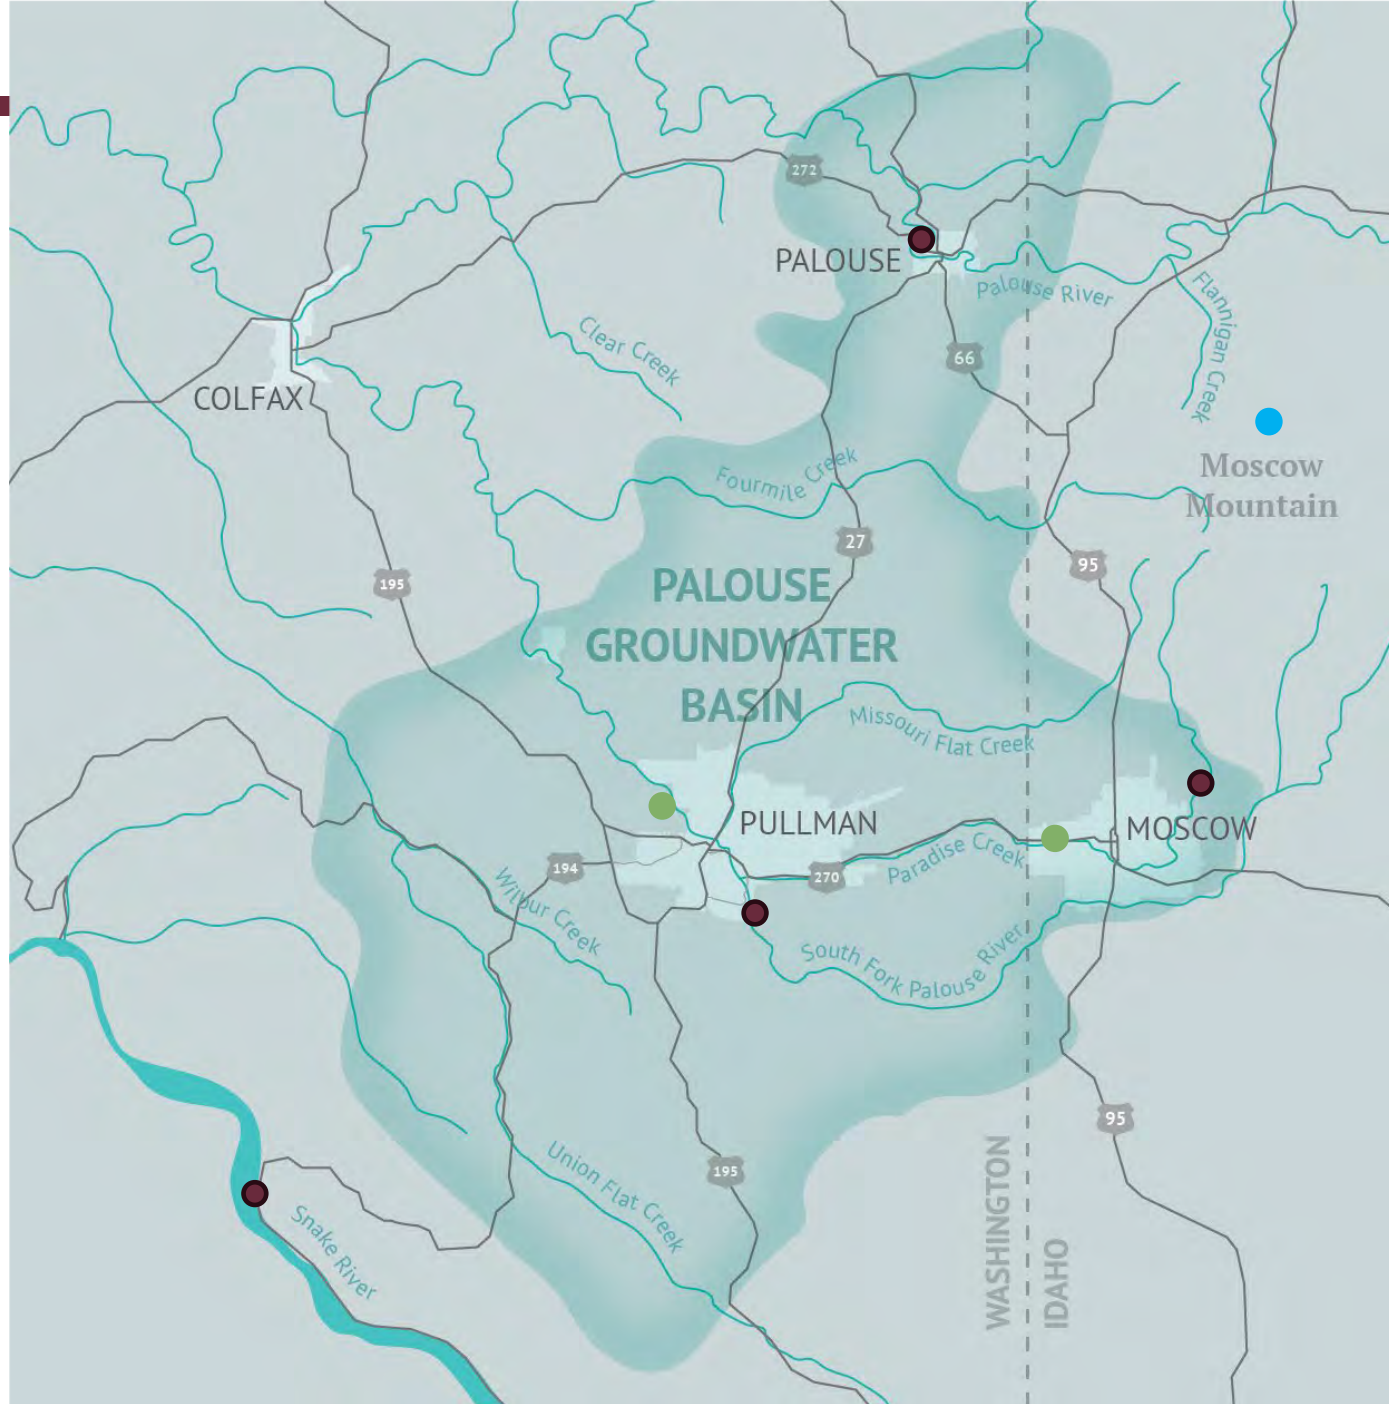 272
PALOUSE
Palouse River
Flannigan Creek
Clear Creek
66
COLFAX
Moscow
Mountain
Fourmile Creek
27
95
195
PALOUSE
GROUNDWATER
BASIN
Missouri Flat Creek
PULLMAN
MOSCOW
194
270
Paradise Creek
Wilbur Creek
South Fork Palouse River
95
195
Union Flat Creek
WASHINGTON
IDAHO
Snake River